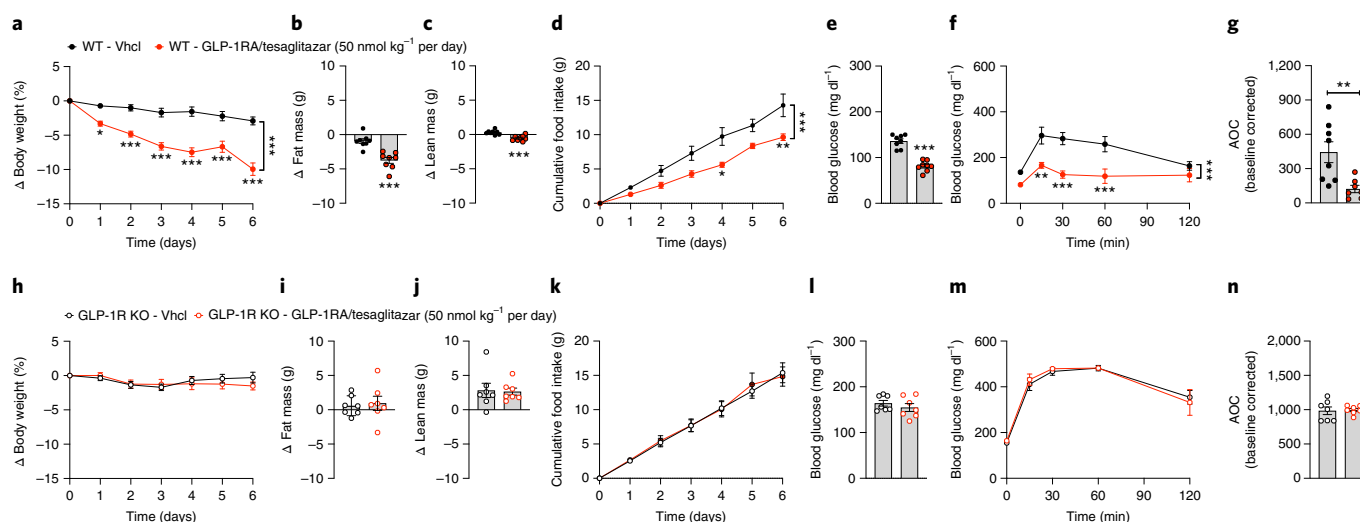 a
b
c
d
e
f
g
WT - Vhcl WT - GLP-1RA/tesaglitazar (50 nmol kg⁻¹ per day)
Δ Body weight (%)
5
0
−5
−10
−15
*
***
***
***
***
***
***
0 1 2 3 4 5 6
Time (days)
Δ Fat mass (g)
10
5
0
−5
−10
***
Δ Lean mas (g)
10
5
0
−5
−10
***
Cumulative food intake (g)
20
15
10
5
0
*
**
***
0 1 2 3 4 5 6
Time (days)
Blood glucose (mg dl⁻¹)
300
200
100
0
***
Blood glucose (mg dl⁻¹)
600
400
200
0
**
***
***
***
0 30 60 90 120
Time (min)
AOC
(baseline corrected)
1,200
900
600
300
0
**
h
i
j
k
l
m
n
GLP-1R KO - Vhcl GLP-1R KO - GLP-1RA/tesaglitazar (50 nmol kg⁻¹ per day)
Δ Body weight (%)
5
0
−5
−10
−15
0 1 2 3 4 5 6
Time (days)
Δ Fat mass (g)
10
5
0
−5
−10
Δ Lean mass (g)
10
5
0
−5
−10
Cumulative food intake (g)
20
15
10
5
0
0 1 2 3 4 5 6
Time (days)
Blood glucose (mg dl⁻¹)
300
200
100
0
Blood glucose (mg dl⁻¹)
600
400
200
0
0 30 60 90 120
Time (min)
AOC
(baseline corrected)
2,000
1,500
1,000
500
0